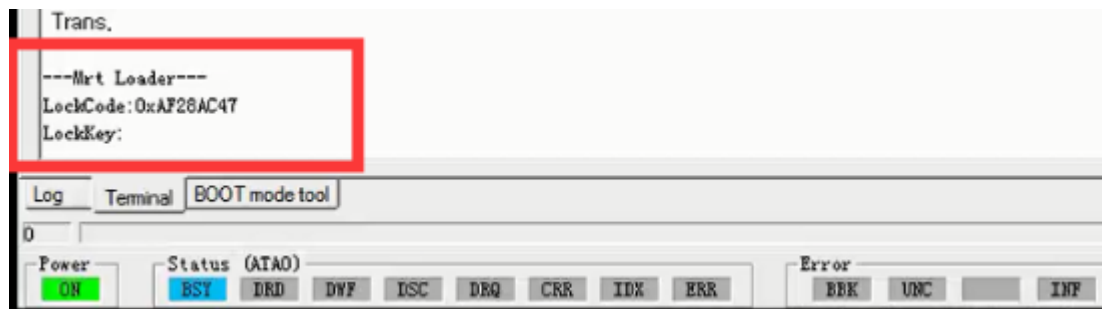 Trans.
---Mrt Loader---
LockCode:0xAF28AC47
LockKey:
Log Terminal BOOT mode tool
0
Power Status (ATA0) Error
ON BSY DRD DWF DSC DRQ CRR IDX ERR BBK UNC INF